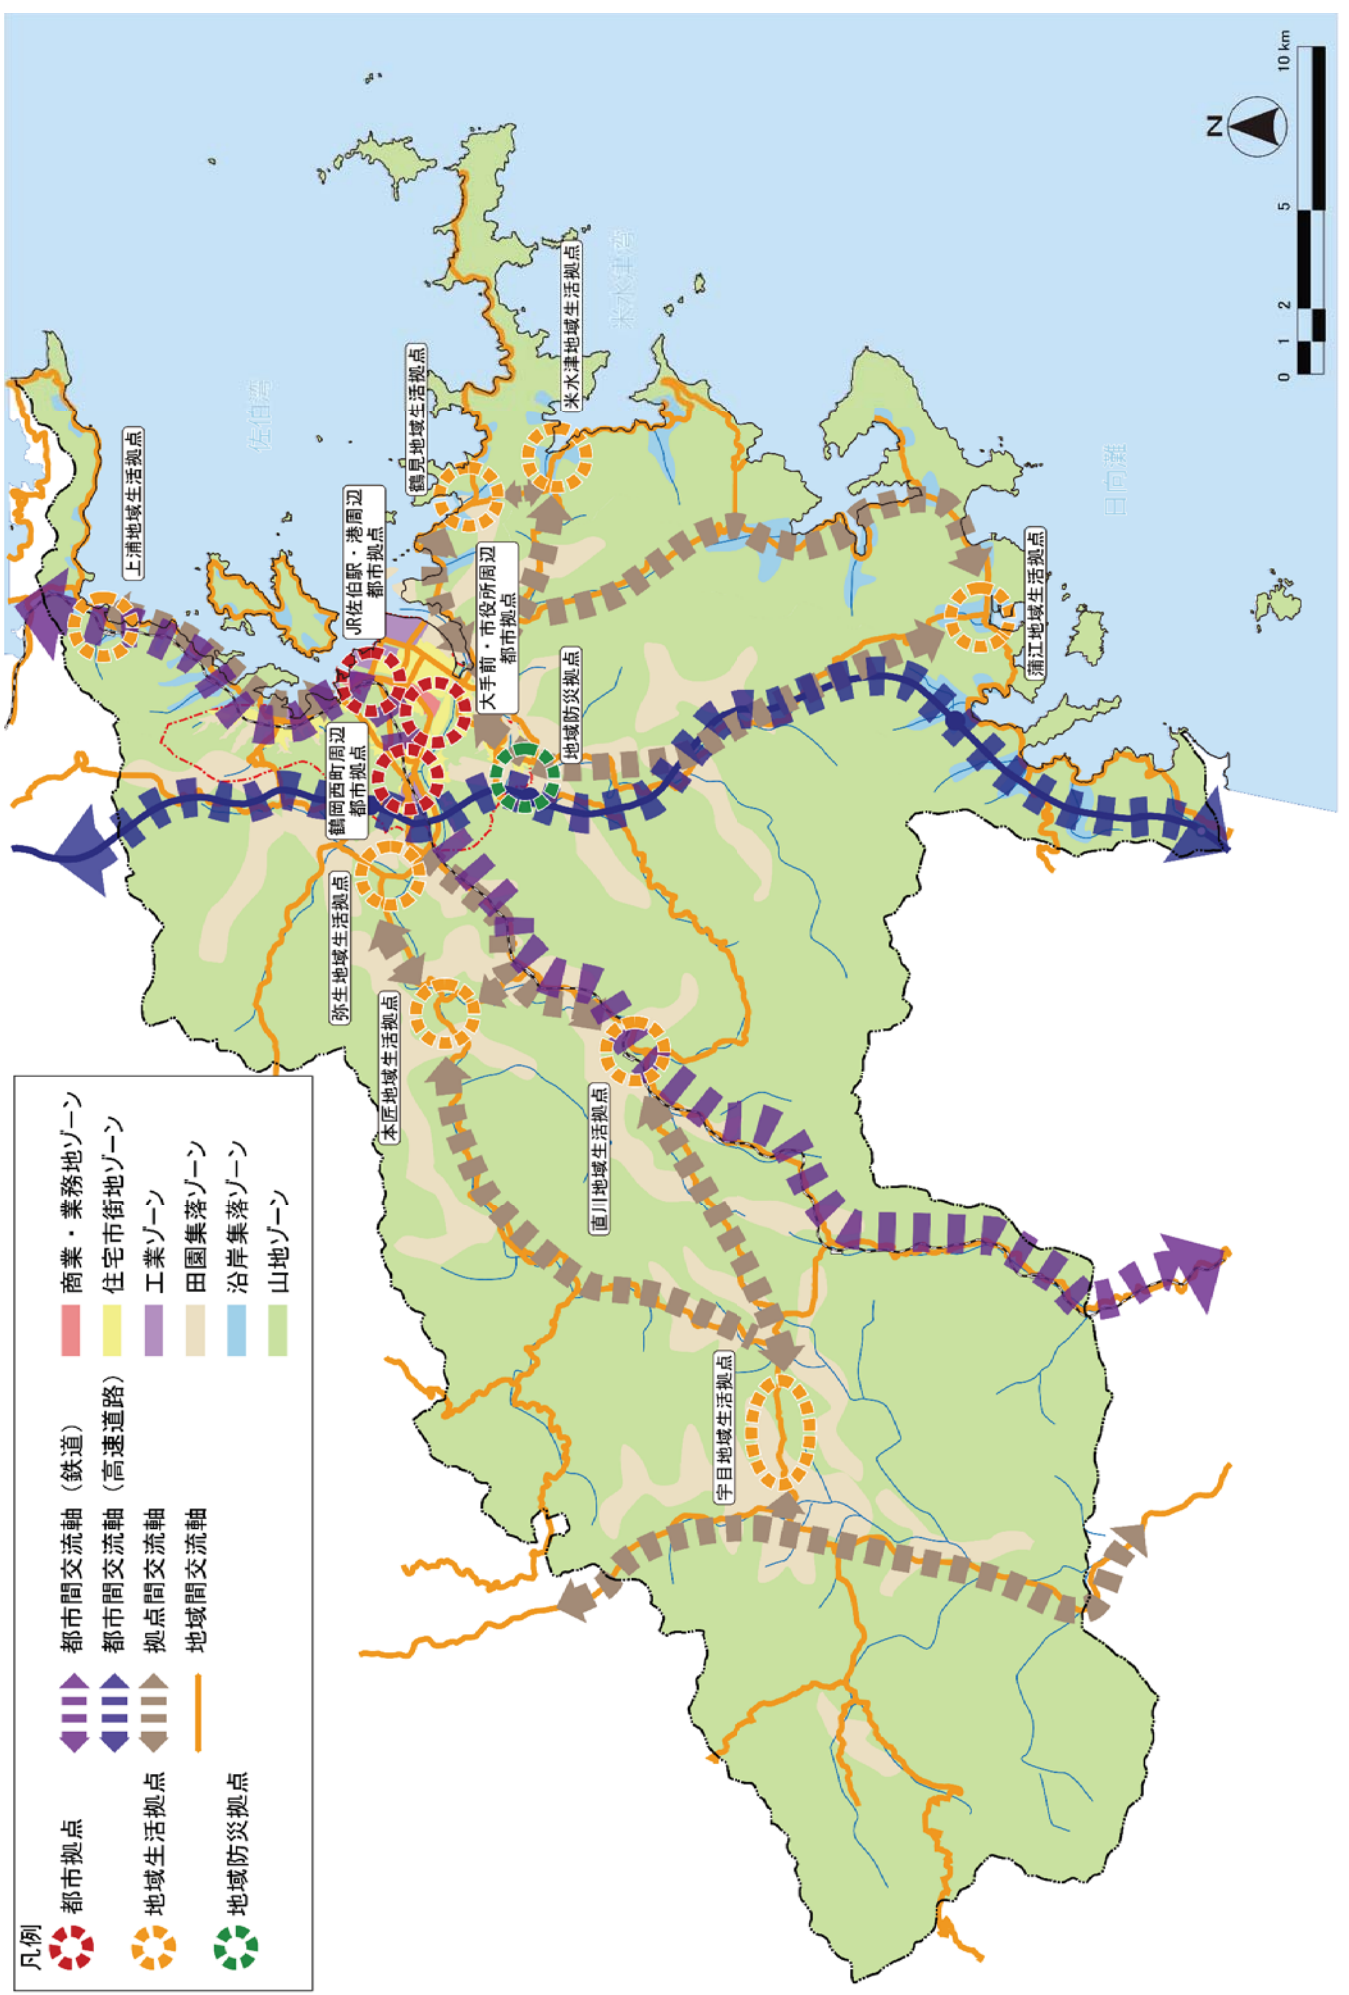 凡例
都市拠点
地域生活拠点
地域防災拠点
都市間交流軸（鉄道）
都市間交流軸（高速道路）
拠点間交流軸
地域間交流軸
商業・業務地ゾーン
住宅市街地ゾーン
工業ゾーン
田園集落ゾーン
沿岸集落ゾーン
山地ゾーン
上浦地域生活拠点
佐伯湾
JR佐伯駅・港周辺
都市拠点
鶴見地域生活拠点
米水津地域生活拠点
米水津湾
大手前・市役所周辺
都市拠点
鶴岡西町周辺
都市拠点
地域防災拠点
弥生地域生活拠点
本匠地域生活拠点
直川地域生活拠点
宇目地域生活拠点
蒲江地域生活拠点
日向灘
N
0 1 2 5 10 km